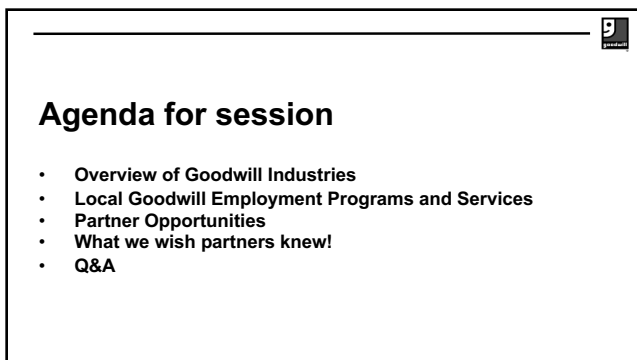 goodwill
Agenda for session
• Overview of Goodwill Industries
• Local Goodwill Employment Programs and Services
• Partner Opportunities
• What we wish partners knew!
• Q&A